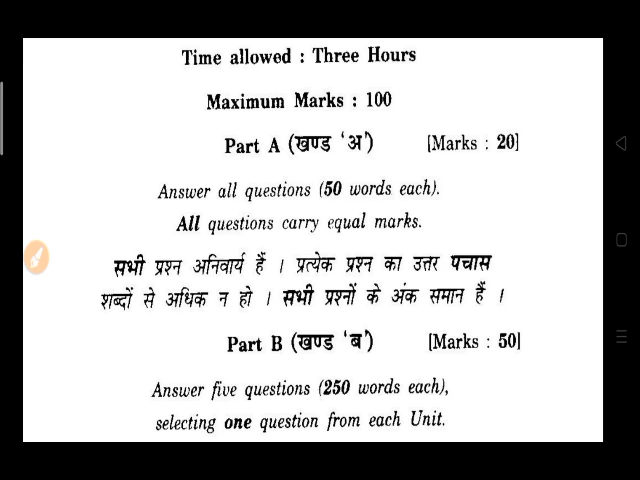 Time allowed : Three Hours
Maximum Marks : 100
Part A (खण्ड 'अ') [Marks : 20]
Answer all questions (50 words each).
All questions carry equal marks.
सभी प्रश्न अनिवार्य हैं । प्रत्येक प्रश्न का उत्तर पचास
शब्दों से अधिक न हो । सभी प्रश्नों के अंक समान हैं ।
Part B (खण्ड 'ब') [Marks : 50]
Answer five questions (250 words each),
selecting one question from each Unit.